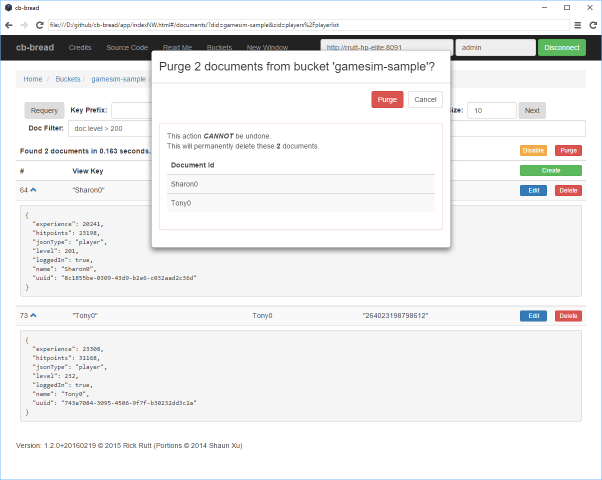 cb-bread
file:///D:/github/cb-bread/app/indexNW.html#/documents/?did=gamesim-sample&cid=players%2Fplayerlist
cb-bread Credits Source Code Read Me Buckets New Window http://rrutt-hp-elite:8091 admin Disconnect
Purge 2 documents from bucket 'gamesim-sample'?
Purge Cancel
Home / Buckets / gamesim-sample /
Requery Key Prefix: Size: 10 Next
Doc Filter: doc.level > 200
This action CANNOT be undone.
This will permanently delete these 2 documents.
Document Id
Sharon0
Tony0
Found 2 documents in 0.163 seconds. Disable Purge
# View Key Create
64 "Sharon0" Edit Delete
{
"experience": 20241,
"hitpoints": 23198,
"jsonType": "player",
"level": 201,
"loggedIn": true,
"name": "Sharon0",
"uuid": "8c1855ba-0309-43d9-b2a6-c032aad2c36d"
}
73 "Tony0" Tony0 "264023198798612" Edit Delete
{
"experience": 23308,
"hitpoints": 31168,
"jsonType": "player",
"level": 232,
"loggedIn": true,
"name": "Tony0",
"uuid": "743a7084-3095-4506-9f7f-b30232dd3c2a"
}
Version: 1.2.0+20160219 © 2015 Rick Rutt (Portions © 2014 Shaun Xu)